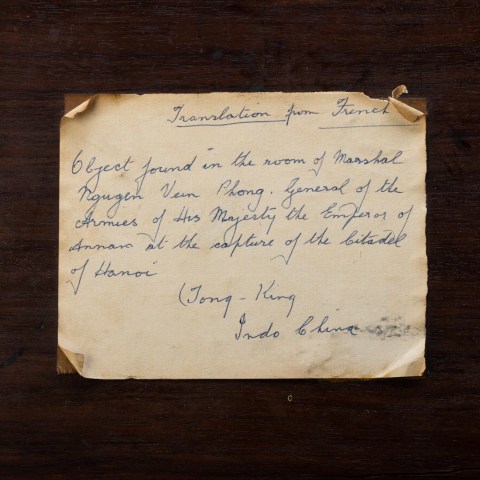 Translation from French
Object found in the room of Marshal
Nguyen Vein Phong. General of the
Armies of His Majesty the Emperor of
Annam at the capture of the Citadel
of Hanoi
(Tong-King
Indo China